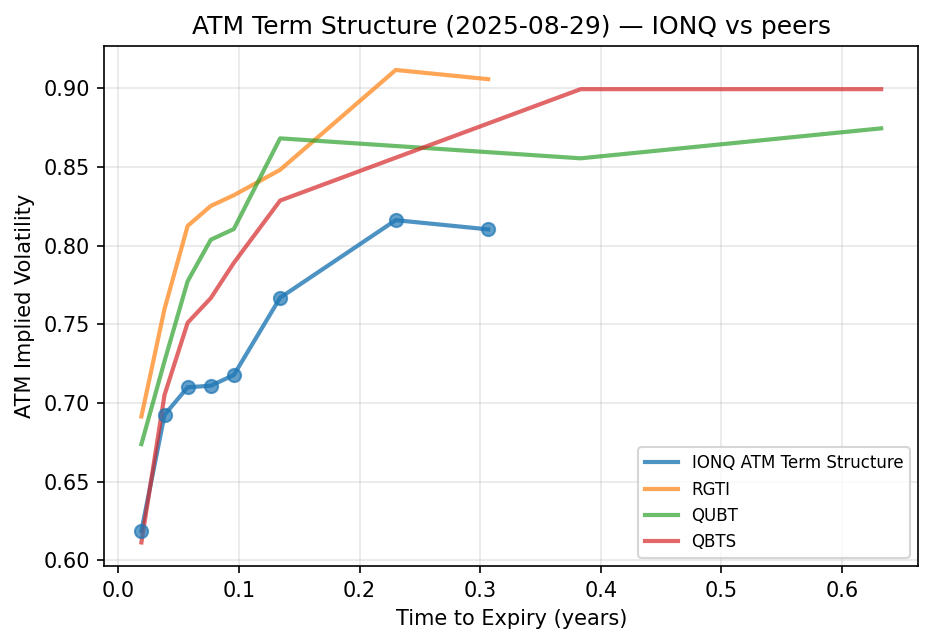 ATM Term Structure (2025-08-29) — IONQ vs peers
ATM Implied Volatility
0.90
0.85
0.80
0.75
0.70
0.65
0.60
IONQ ATM Term Structure
RGTI
QUBT
QBTS
0.0 0.1 0.2 0.3 0.4 0.5 0.6
Time to Expiry (years)